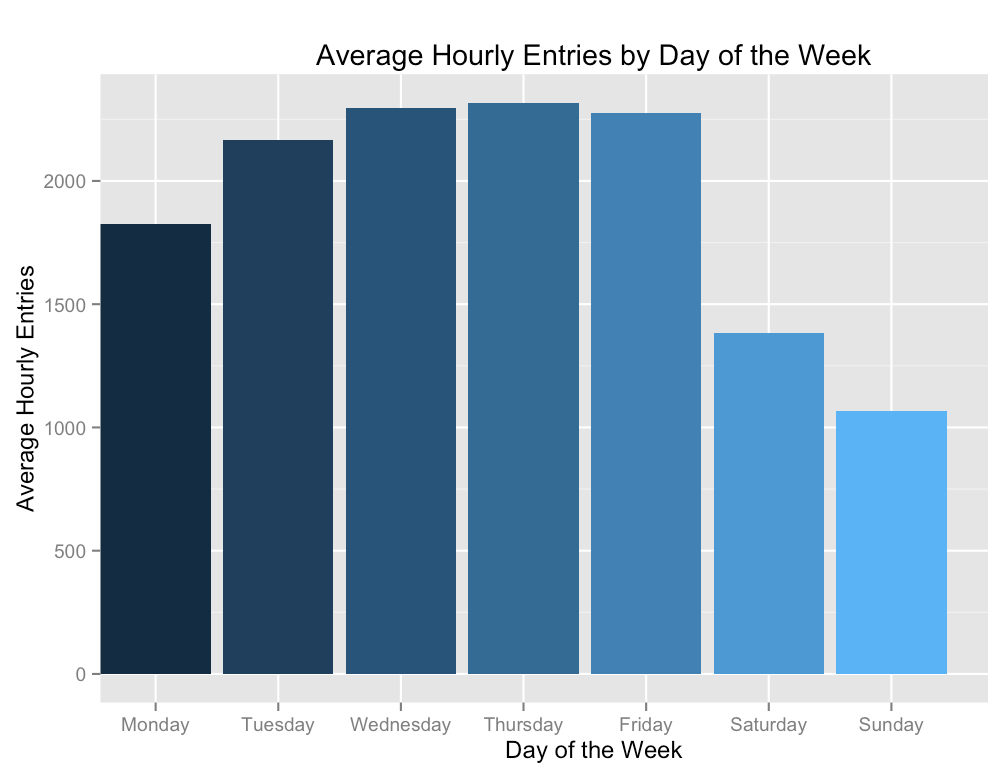 Average Hourly Entries by Day of the Week
Average Hourly Entries
2000
1500
1000
500
0
Monday Tuesday Wednesday Thursday Friday Saturday Sunday
Day of the Week